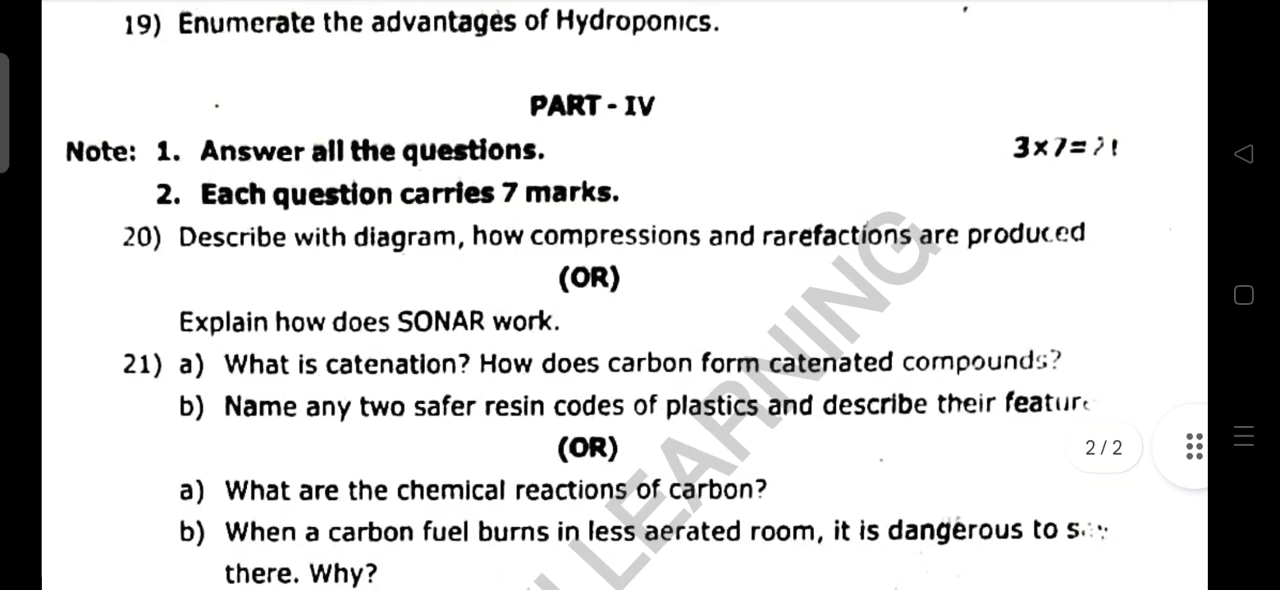 19) Enumerate the advantages of Hydroponics.
PART - IV
Note: 1. Answer all the questions.
3×7=21
2. Each question carries 7 marks.
20) Describe with diagram, how compressions and rarefactions are produced
(OR)
Explain how does SONAR work.
21) a) What is catenation? How does carbon form catenated compounds?
b) Name any two safer resin codes of plastics and describe their
(OR)
2/2
a) What are the chemical reactions of carbon?
b) When a carbon fuel burns in less aerated room, it is dangerous to
there. Why?
LEARNING